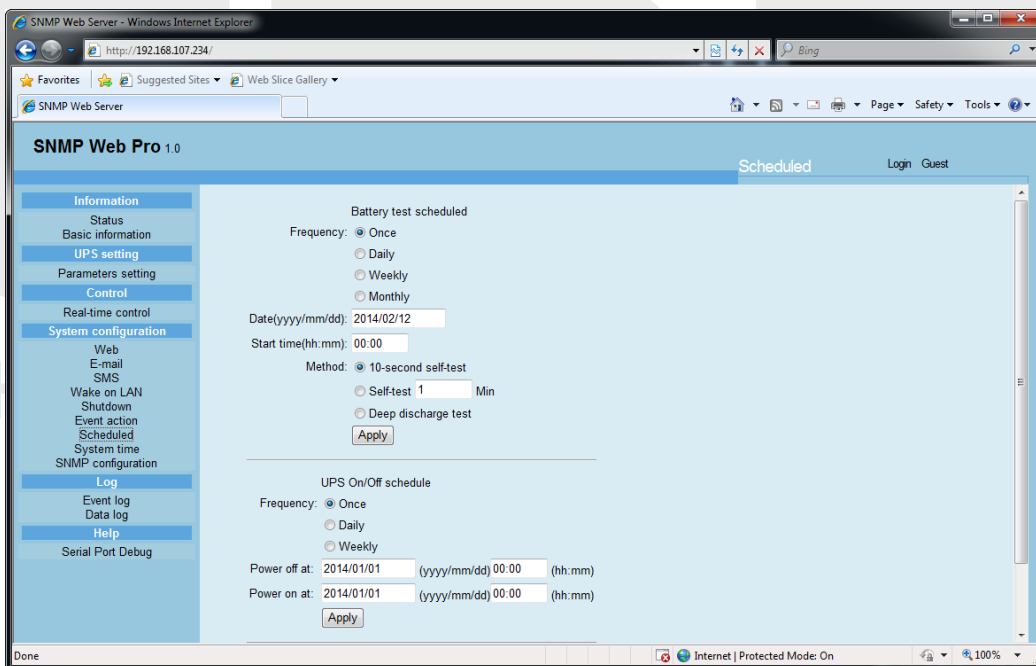 SNMP Web Server - Windows Internet Explorer
http://192.168.107.234/
Bing
Favorites Suggested Sites Web Slice Gallery
SNMP Web Server
Page Safety Tools
SNMP Web Pro 1.0
Scheduled
Login Guest
Information
Status
Basic information
UPS setting
Parameters setting
Control
Real-time control
System configuration
Web
E-mail
SMS
Wake on LAN
Shutdown
Event action
Scheduled
System time
SNMP configuration
Log
Event log
Data log
Help
Serial Port Debug
Battery test scheduled
Frequency: Once
Daily
Weekly
Monthly
Date(yyyy/mm/dd): 2014/02/12
Start time(hh:mm): 00:00
Method: 10-second self-test
Self-test 1 Min
Deep discharge test
Apply
UPS On/Off schedule
Frequency: Once
Daily
Weekly
Power off at: 2014/01/01 (yyyy/mm/dd) 00:00 (hh:mm)
Power on at: 2014/01/01 (yyyy/mm/dd) 00:00 (hh:mm)
Apply
Done
Internet | Protected Mode: On
100%